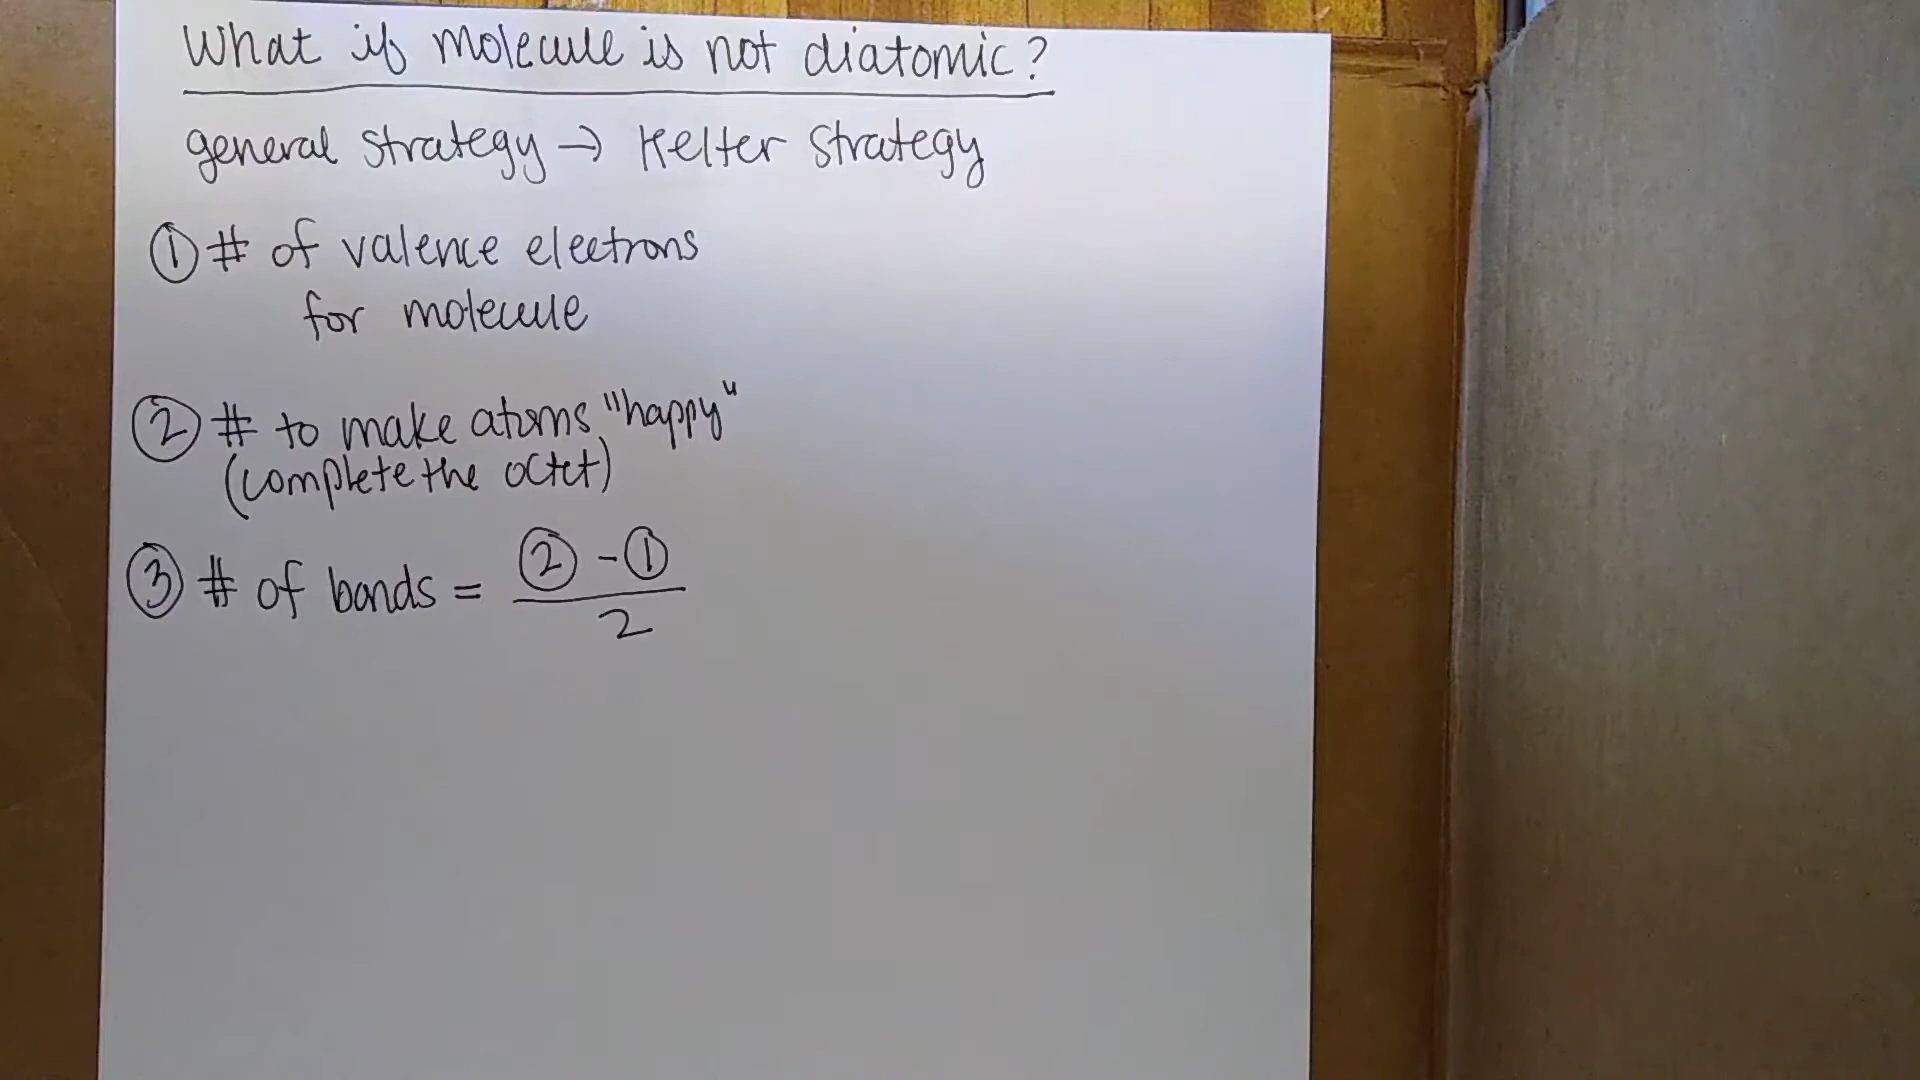 What if molecule is not diatomic?
general strategy → Kelter strategy
① # of valence electrons
for molecule
② # to make atoms "happy"
(complete the octet)
③ # of bonds = ② - ①
2